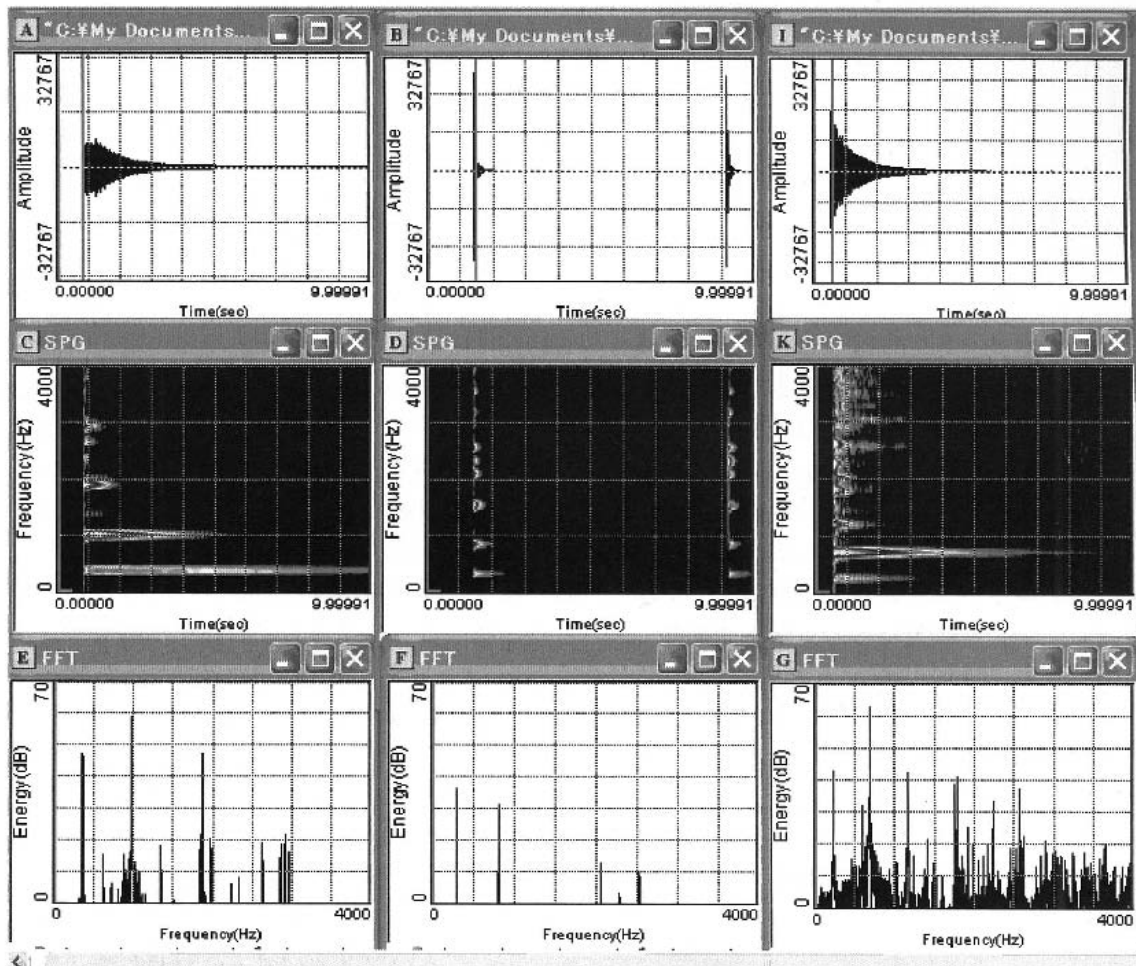 A "C:¥My Documents...
32767
Amplitude
-32767
0.00000
9.99991
Time(sec)
B "C:¥My Documents¥...
32767
Amplitude
-32767
0.00000
9.99991
Time(sec)
I "C:¥My Documents¥...
32767
Amplitude
-32767
0.00000
9.99991
Time(sec)
C SPG
4000
Frequency(Hz)
0
0.00000
9.99991
Time(sec)
D SPG
4000
Frequency(Hz)
0
0.00000
9.99991
Time(sec)
K SPG
4000
Frequency(Hz)
0
0.00000
9.99991
Time(sec)
E FFT
70
Energy(dB)
0
0
4000
Frequency(Hz)
F FFT
70
Energy(dB)
0
0
4000
Frequency(Hz)
G FFT
70
Energy(dB)
0
0
4000
Frequency(Hz)